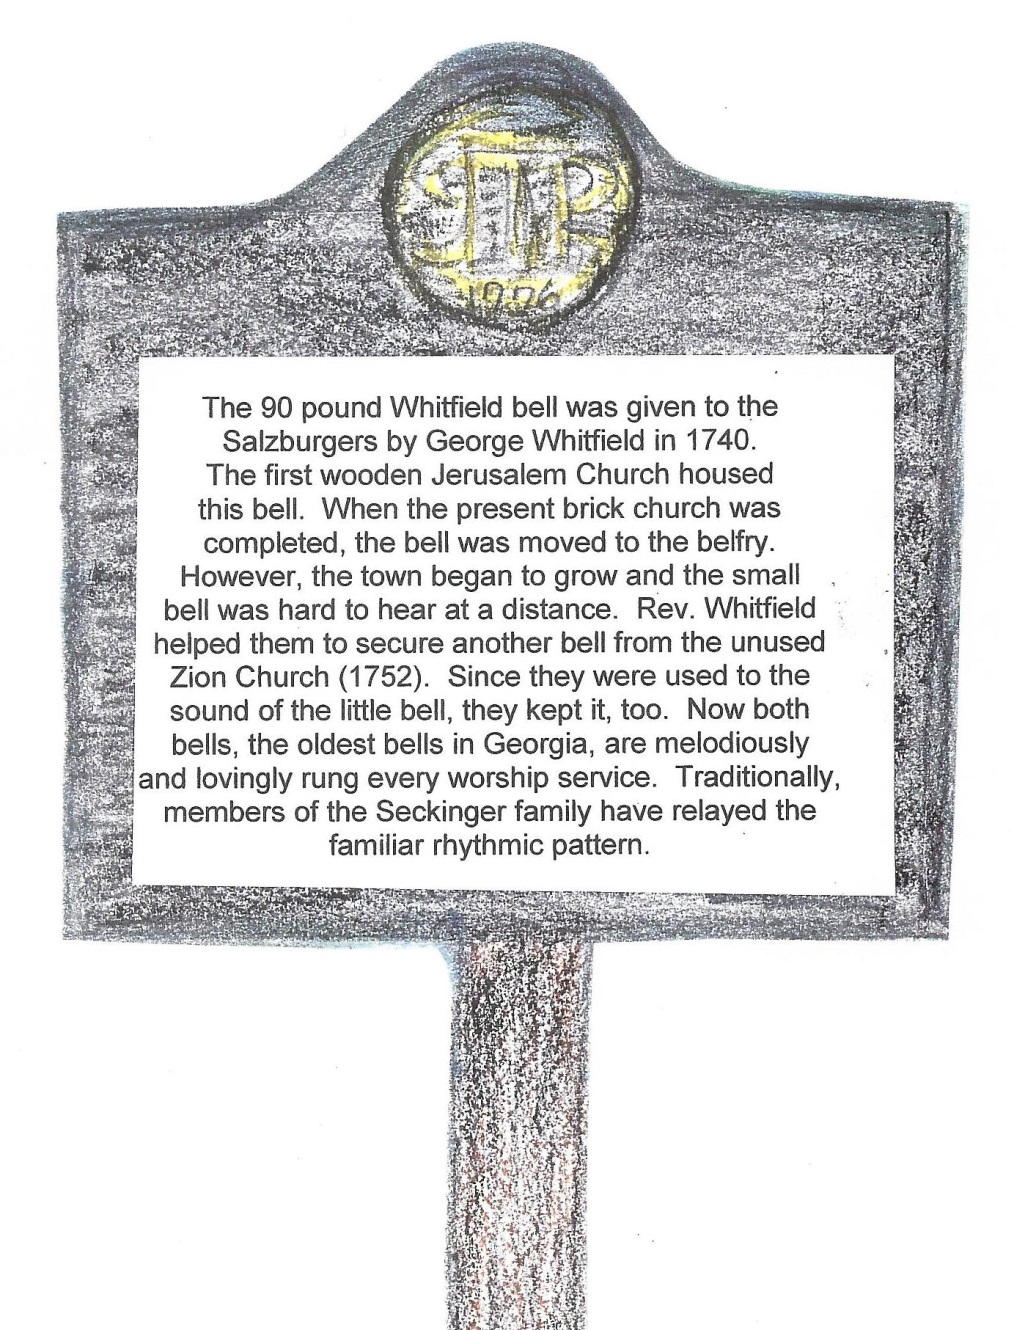 1996
The 90 pound Whitfield bell was given to the
Salzburgers by George Whitfield in 1740.
The first wooden Jerusalem Church housed
this bell.  When the present brick church was
completed, the bell was moved to the belfry.
However, the town began to grow and the small
bell was hard to hear at a distance.  Rev. Whitfield
helped them to secure another bell from the unused
Zion Church (1752).  Since they were used to the
sound of the little bell, they kept it, too.  Now both
bells, the oldest bells in Georgia, are melodiously
and lovingly rung every worship service.  Traditionally,
members of the Seckinger family have relayed the
familiar rhythmic pattern.